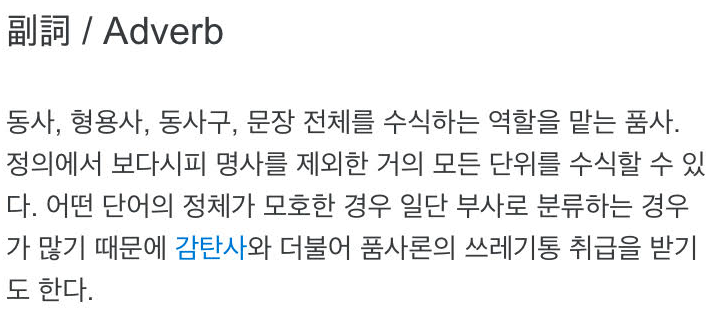 副詞 / Adverb
동사, 형용사, 동사구, 문장 전체를 수식하는 역할을 맡는 품사.
정의에서 보다시피 명사를 제외한 거의 모든 단위를 수식할 수 있
다. 어떤 단어의 정체가 모호한 경우 일단 부사로 분류하는 경우
가 많기 때문에 감탄사와 더불어 품사론의 쓰레기통 취급을 받기
도 한다.